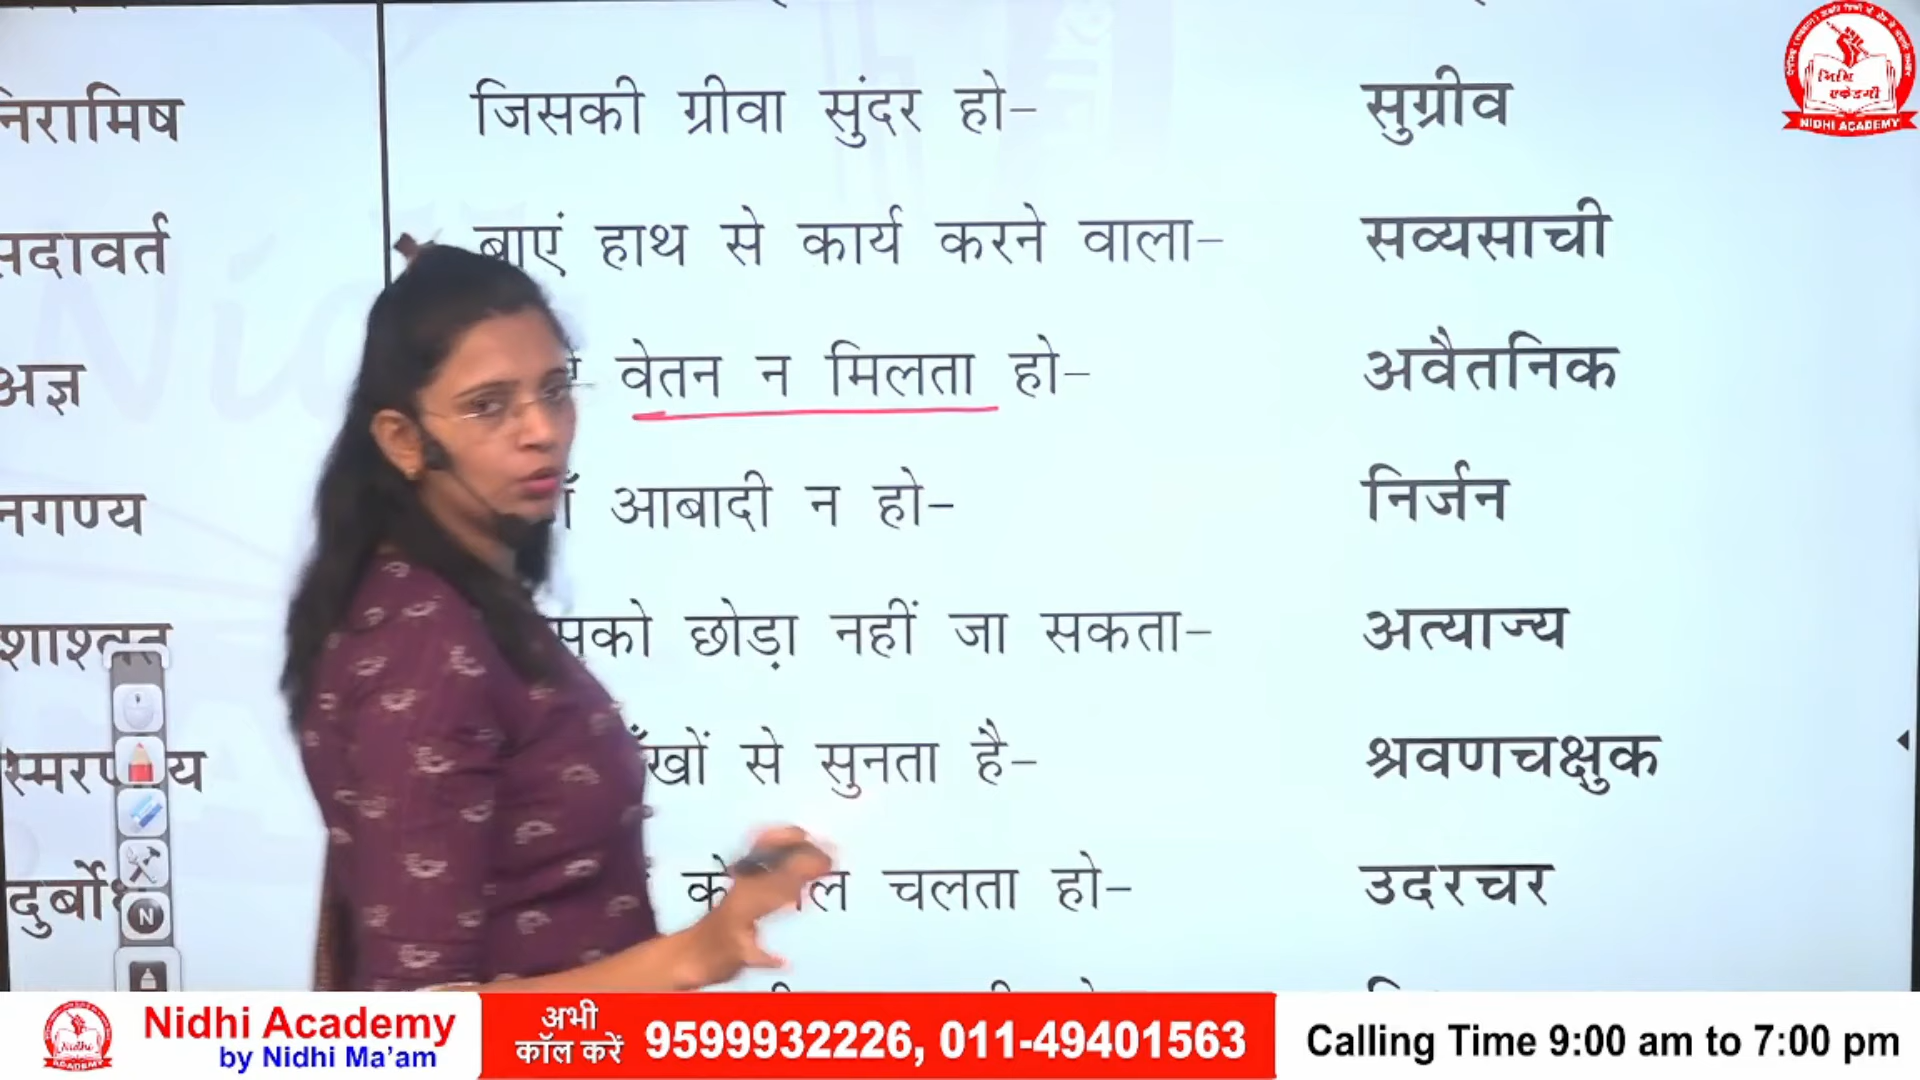 निरामिष
जिसकी ग्रीवा सुंदर हो- सुग्रीव
सदावर्त
बाएं हाथ से कार्य करने वाला- सव्यसाची
अज्ञ
वेतन न मिलता हो- अवैतनिक
नगण्य
आबादी न हो- निर्जन
शाश्वत
छोड़ा नहीं जा सकता- अत्याज्य
से सुनता है- श्रवणचक्षुक
चलता हो- उदरचर
NIDHI ACADEMY
Nidhi Academy
by Nidhi Ma'am
अभी
कॉल करें
9599932226, 011-49401563
Calling Time 9:00 am to 7:00 pm